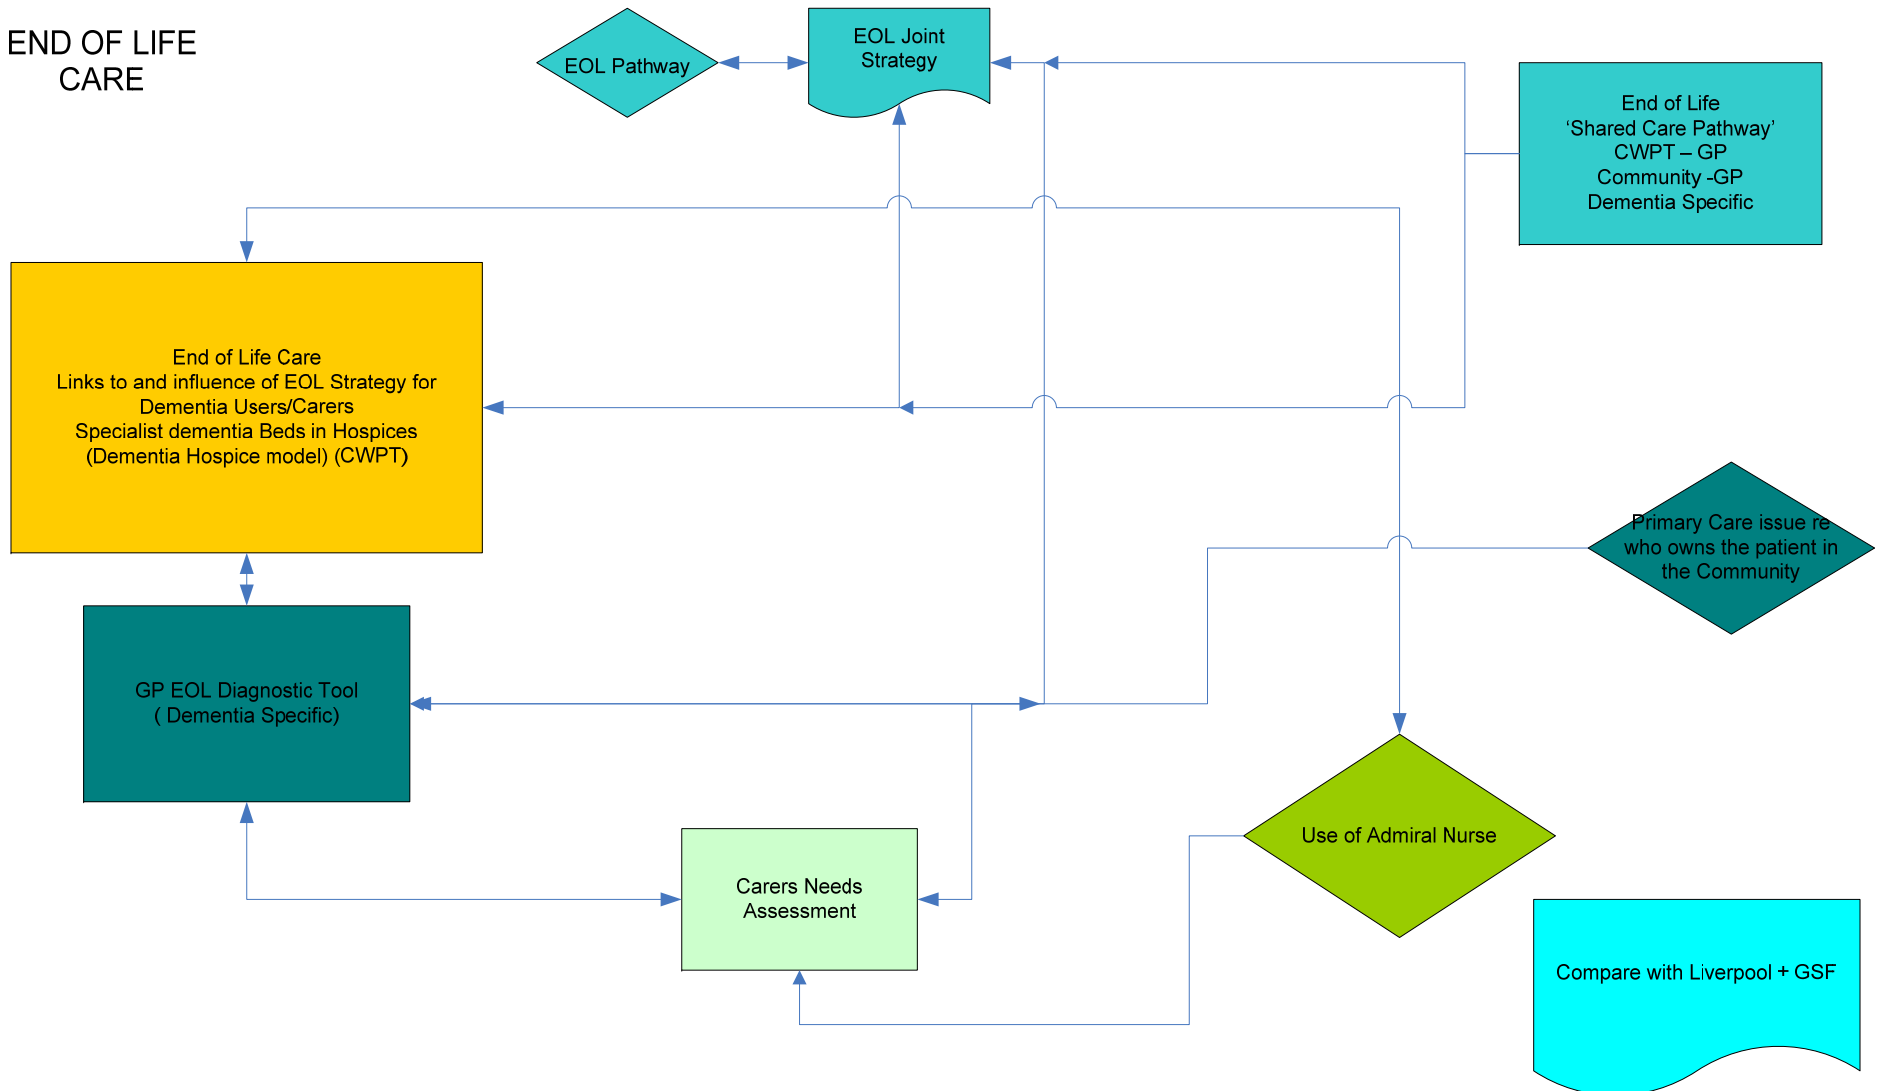 END OF LIFE
CARE
EOL Pathway
EOL Joint
Strategy
End of Life
‘Shared Care Pathway’
CWPT – GP
Community -GP
Dementia Specific
End of Life Care
Links to and influence of EOL Strategy for
Dementia Users/Carers
Specialist dementia Beds in Hospices
(Dementia Hospice model) (CWPT)
Primary Care issue re
who owns the patient in
the Community
GP EOL Diagnostic Tool
( Dementia Specific)
Use of Admiral Nurse
Carers Needs
Assessment
Compare with Liverpool + GSF